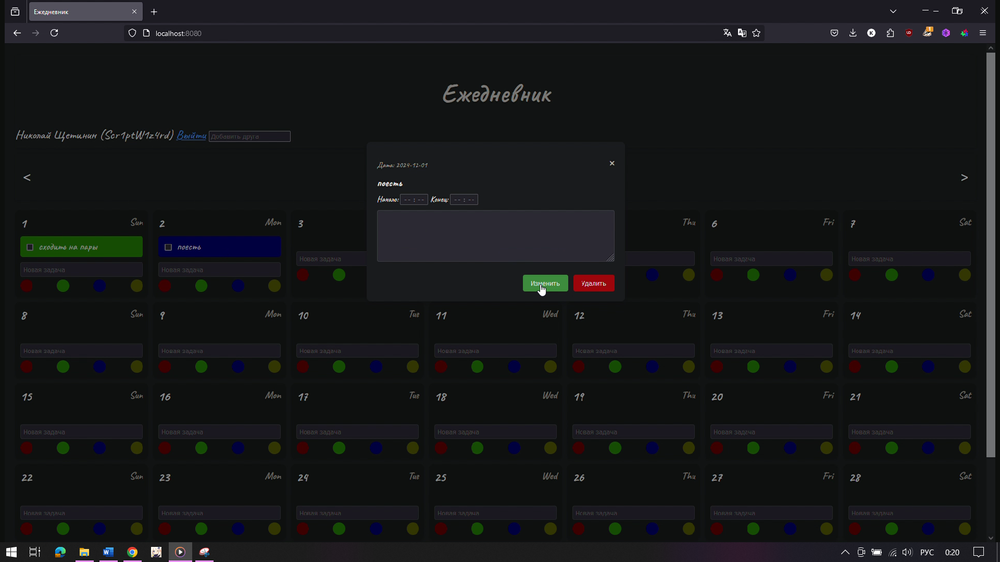 Ежедневник
localhost:8080
Ежедневник
Николай Щетинин (Scr1ptW1z4rd) Выйти Добавить друга
< >
Дата: 2024-12-01 ×
поесть
Начало: -- : -- Конец: -- : --
Изменить Удалить
1 Sun 2 Mon 3 Thu 6 Fri 7 Sat
сходить на пары поесть
Новая задача Новая задача Новая задача Новая задача Новая задача
8 Sun 9 Mon 10 Tue 11 Wed 12 Thu 13 Fri 14 Sat
Новая задача Новая задача Новая задача Новая задача Новая задача Новая задача Новая задача
15 Sun 16 Mon 17 Tue 18 Wed 19 Thu 20 Fri 21 Sat
Новая задача Новая задача Новая задача Новая задача Новая задача Новая задача Новая задача
22 Sun 23 Mon 24 Tue 25 Wed 26 Thu 27 Fri 28 Sat
Новая задача Новая задача Новая задача Новая задача Новая задача Новая задача Новая задача
РУС 0:20